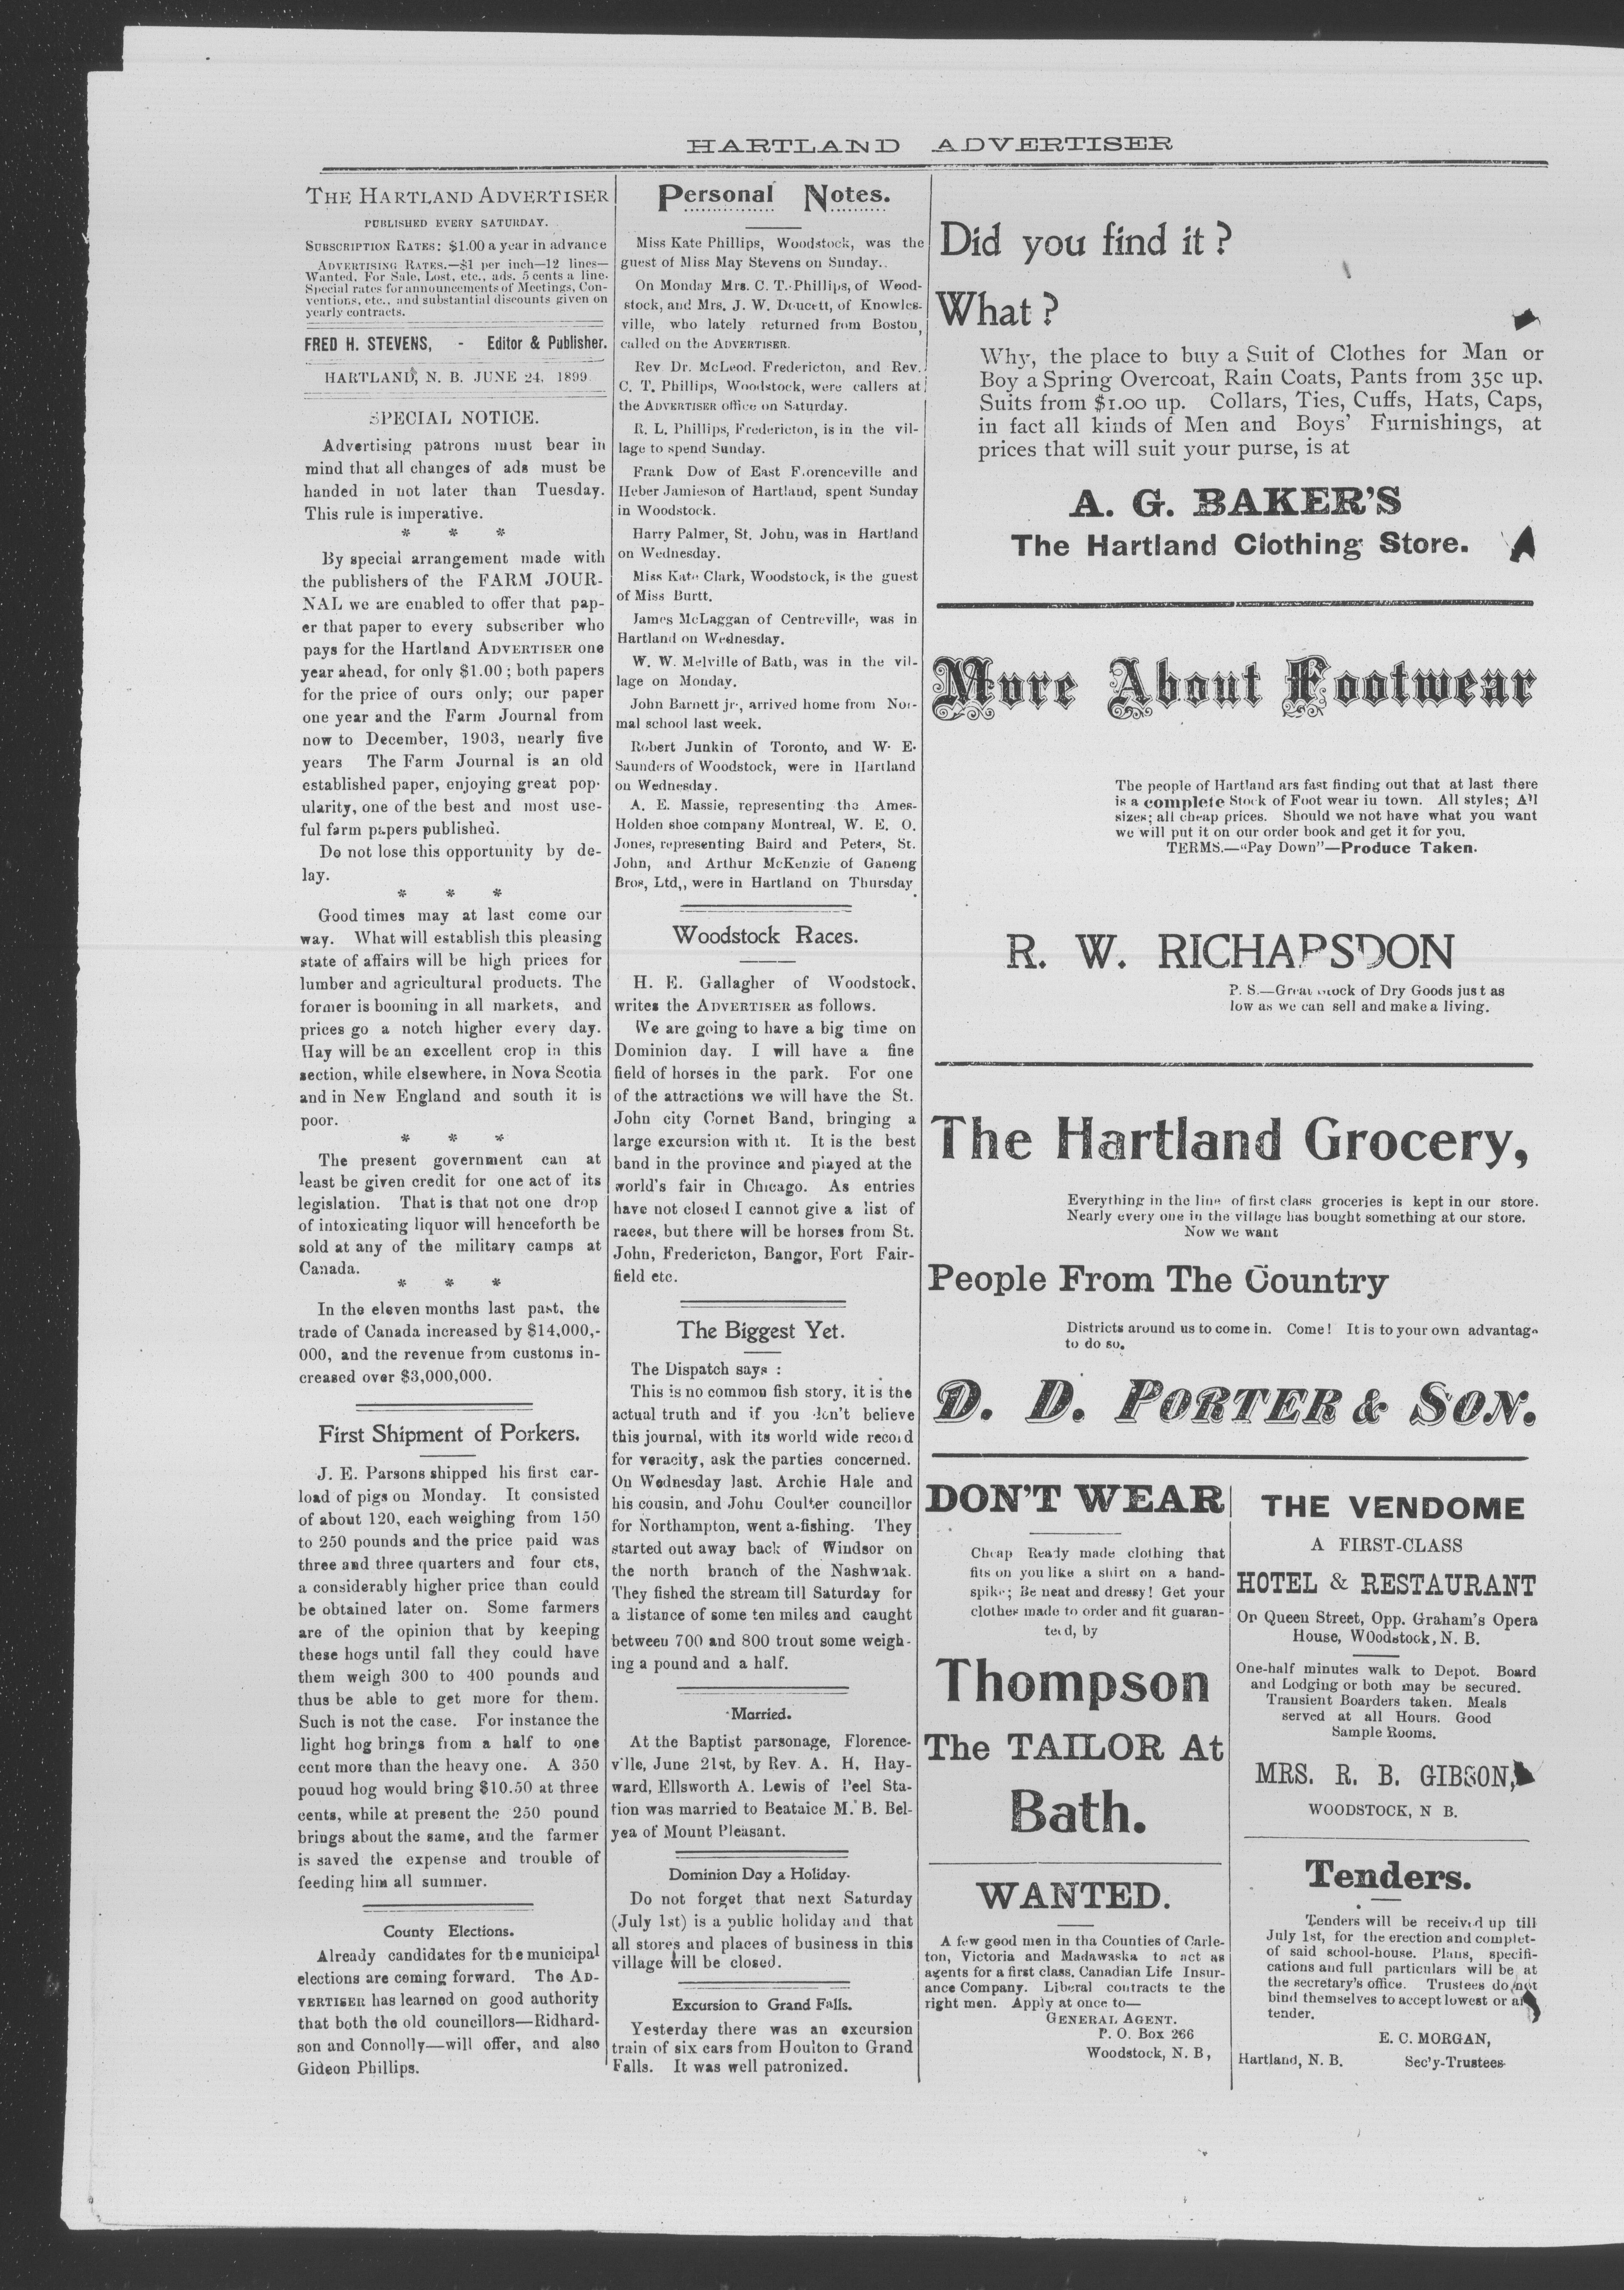 HARTLAND ADVERTISER
THE HARTLAND ADVERTISER
PUBLISHED EVERY SATURDAY.
SUBSCRIPTION RATES: $1.00 a year in advance
ADVERTISING RATES.—$1 per inch—12 lines—
Wanted, For Sale, Lost, etc., ads. 5 cents a line.
Special rates for announcements of Meetings, Con-
ventions, etc., and substantial discounts given on
yearly contracts.
FRED H. STEVENS, - Editor & Publisher.
HARTLAND, N. B. JUNE 24, 1899
SPECIAL NOTICE.
Advertising patrons must bear in
mind that all changes of ads must be
handed in not later than Tuesday.
This rule is imperative.
* * *
By special arrangement made with
the publishers of the FARM JOUR-
NAL we are enabled to offer that pap-
er that paper to every subscriber who
pays for the Hartland ADVERTISER one
year ahead, for only $1.00 ; both papers
for the price of ours only; our paper
one year and the Farm Journal from
now to December, 1903, nearly five
years The Farm Journal is an old
established paper, enjoying great pop-
ularity, one of the best and most use-
ful farm papers published.
Do not lose this opportunity by de-
lay.
* * *
Good times may at last come our
way. What will establish this pleasing
state of affairs will be high prices for
lumber and agricultural products. The
former is booming in all markets, and
prices go a notch higher every day.
Hay will be an excellent crop in this
section, while elsewhere, in Nova Scotia
and in New England and south it is
poor.
* * *
The present government can at
least be given credit for one act of its
legislation. That is that not one drop
of intoxicating liquor will henceforth be
sold at any of the military camps at
Canada.
* * *
In the eleven months last past, the
trade of Canada increased by $14,000,-
000, and the revenue from customs in-
creased over $3,000,000.
First Shipment of Porkers.
J. E. Parsons shipped his first car-
load of pigs on Monday. It consisted
of about 120, each weighing from 150
to 250 pounds and the price paid was
three and three quarters and four cts,
a considerably higher price than could
be obtained later on. Some farmers
are of the opinion that by keeping
these hogs until fall they could have
them weigh 300 to 400 pounds and
thus be able to get more for them.
Such is not the case. For instance the
light hog brings from a half to one
cent more than the heavy one. A 350
pouud hog would bring $10.50 at three
cents, while at present the 250 pound
brings about the same, and the farmer
is saved the expense and trouble of
feeding him all summer.
County Elections.
Already candidates for the municipal
elections are coming forward. The AD-
VERTISER has learned on good authority
that both the old councillors—Ridhard-
son and Connolly—will offer, and also
Gideon Phillips.
Personal Notes.
Miss Kate Phillips, Woodstock, was the
guest of Miss May Stevens on Sunday..
On Monday Mrs. C. T. Phillips, of Wood-
stock, and Mrs. J. W. Doucett, of Knowles-
ville, who lately returned from Boston,
called on the ADVERTISER.
Rev Dr. McLeod. Fredericton, and Rev.
C. T. Phillips, Woodstock, were callers at
the ADVERTISER office on Saturday.
R. L. Phillips, Fredericton, is in the vil-
lage to spend Sunday.
Frank Dow of East Florenceville and
Heber Jamieson of Hartland, spent Sunday
in Woodstock.
Harry Palmer, St. John, was in Hartland
on Wednesday.
Miss Kate Clark, Woodstock, is the guest
of Miss Burtt.
James McLaggan of Centreville, was in
Hartland on Wednesday.
W. W. Melville of Bath, was in the vil-
lage on Monday.
John Barnett jr., arrived home from Nor-
mal school last week.
Robert Junkin of Toronto, and W. E.
Saunders of Woodstock, were in Hartland
on Wednesday.
A. E. Massie, representing the Ames-
Holden shoe company Montreal, W. E. O.
Jones, representing Baird and Peters, St.
John, and Arthur McKenzie of Ganong
Bros, Ltd,, were in Hartland on Thursday.
Woodstock Races.
H. E. Gallagher of Woodstock,
writes the ADVERTISER as follows.
We are going to have a big time on
Dominion day. I will have a fine
field of horses in the park. For one
of the attractions we will have the St.
John city Cornet Band, bringing a
large excursion with it. It is the best
band in the province and played at the
world's fair in Chicago. As entries
have not closed I cannot give a list of
races, but there will be horses from St.
John, Fredericton, Bangor, Fort Fair-
field etc.
The Biggest Yet.
The Dispatch says :
This is no common fish story, it is the
actual truth and if you don't believe
this journal, with its world wide record
for veracity, ask the parties concerned.
On Wednesday last. Archie Hale and
his cousin, and John Coulter councillor
for Northampton, went a-fishing. They
started out away back of Windsor on
the north branch of the Nashwaak.
They fished the stream till Saturday for
a distance of some ten miles and caught
between 700 and 800 trout some weigh-
ing a pound and a half.
Married.
At the Baptist parsonage, Florence-
ville, June 21st, by Rev. A. H. Hay-
ward, Ellsworth A. Lewis of Peel Sta-
tion was married to Beataice M. B. Bel-
yea of Mount Pleasant.
Dominion Day a Holiday.
Do not forget that next Saturday
(July 1st) is a public holiday and that
all stores and places of business in this
village will be closed.
Excursion to Grand Falls.
Yesterday there was an excursion
train of six cars from Houlton to Grand
Falls. It was well patronized.
Did you find it ?
What ?
Why, the place to buy a Suit of Clothes for Man or
Boy a Spring Overcoat, Rain Coats, Pants from 35c up.
Suits from $1.00 up. Collars, Ties, Cuffs, Hats, Caps,
in fact all kinds of Men and Boys' Furnishings, at
prices that will suit your purse, is at
A. G. BAKER'S
The Hartland Clothing Store.
More About Footwear
The people of Hartland ars fast finding out that at last there
is a complete Stock of Foot wear iu town. All styles; All
sizes; all cheap prices. Should we not have what you want
we will put it on our order book and get it for you.
TERMS.—"Pay Down"—Produce Taken.
R. W. RICHARSDON
P. S.—Great stock of Dry Goods just as
low as we can sell and make a living.
The Hartland Grocery,
Everything in the line of first class groceries is kept in our store.
Nearly every one in the village has bought something at our store.
Now we want
People From The Country
Districts around us to come in. Come! It is to your own advantage
to do so.
D. D. PORTER & SON.
DON'T WEAR
Cheap Ready made clothing that
fits on you like a shirt on a hand-
spike; Be neat and dressy! Get your
clothes made to order and fit guaran-
teed, by
Thompson
The TAILOR At
Bath.
WANTED.
A few good men in tha Counties of Carle-
ton, Victoria and Madawaska to act as
agents for a first class. Canadian Life Insur-
ance Company. Liberal contracts te the
right men. Apply at once to—
GENERAL AGENT.
P. O. Box 266
Woodstock, N. B,
THE VENDOME
A FIRST-CLASS
HOTEL & RESTAURANT
On Queen Street, Opp. Graham's Opera
House, WOodstock, N. B.
One-half minutes walk to Depot. Board
and Lodging or both may be secured.
Transient Boarders taken. Meals
served at all Hours. Good
Sample Rooms.
MRS. R. B. GIBSON,
WOODSTOCK, N B.
Tenders.
Tenders will be received up till
July 1st, for the erection and complet-
of said school-house. Plans, specifi-
cations and full particulars will be at
the secretary's office. Trustees do not
bind themselves to accept lowest or
tender.
E. C. MORGAN,
Hartland, N. B. Sec'y-Trustees